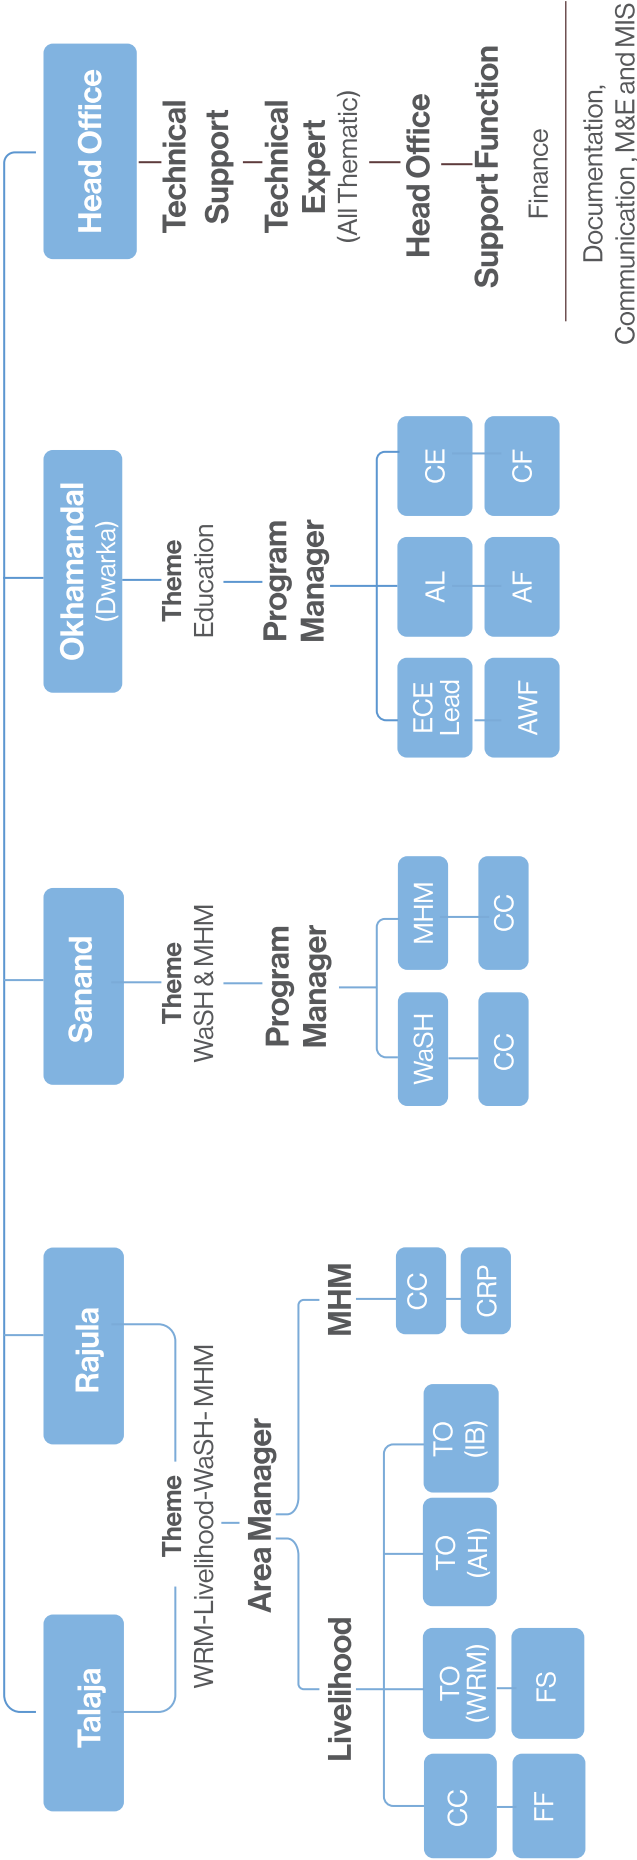 Talaja
Rajula
Theme
WRM-Livelihood-WaSH- MHM
Area Manager
Livelihood
CC
FF
TO
(WRM)
FS
TO
(AH)
TO
(IB)
MHM
CC
CRP
Sanand
Theme
WaSH & MHM
Program
Manager
WaSH
CC
MHM
CC
Okhamandal
(Dwarka)
Theme
Education
Program
Manager
ECE
Lead
AWF
AL
AF
CE
CF
Head Office
Technical
Support
Technical
Expert
(All Thematic)
Head Office
Support Function
Finance
Documentation,
Communication, M&E and MIS